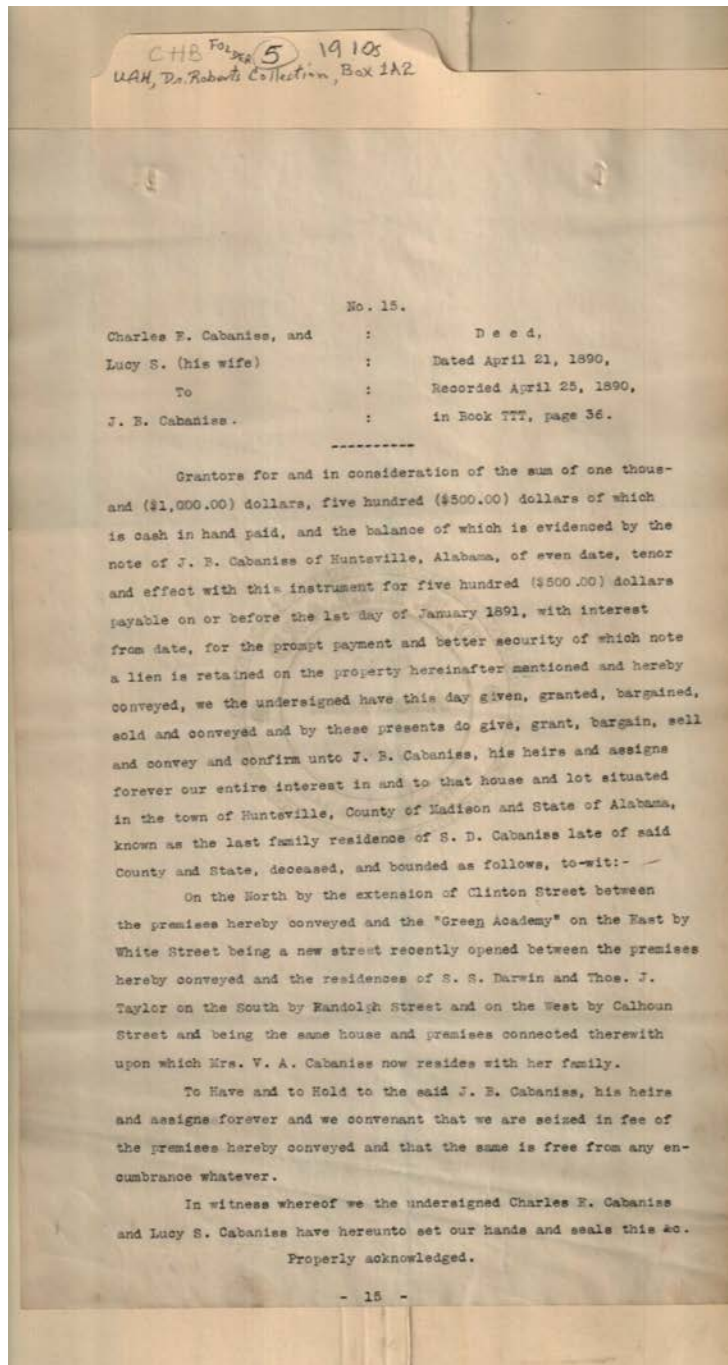 CHB FOLDER 5 1910s
UAH, Dr. Roberts Collection, Box 1A2
No. 15.
Charles E. Cabaniss, and : D e e d,
Lucy S. (his wife) : Dated April 21, 1890,
To : Recorded April 25, 1890,
J. B. Cabaniss. : in Book TTT, page 36.
----------
Grantors for and in consideration of the sum of one thous-
and ($1,000.00) dollars, five hundred ($500.00) dollars of which
is cash in hand paid, and the balance of which is evidenced by the
note of J. B. Cabaniss of Huntsville, Alabama, of even date, tenor
and effect with this instrument for five hundred ($500.00) dollars
payable on or before the 1st day of January 1891, with interest
from date, for the prompt payment and better security of which note
a lien is retained on the property hereinafter mentioned and hereby
conveyed, we the undersigned have this day given, granted, bargained,
sold and conveyed and by these presents do give, grant, bargain, sell
and convey and confirm unto J. B. Cabaniss, his heirs and assigns
forever our entire interest in and to that house and lot situated
in the town of Huntsville, County of Madison and State of Alabama,
known as the last family residence of S. D. Cabaniss late of said
County and State, deceased, and bounded as follows, to-wit:-
On the North by the extension of Clinton Street between
the premises hereby conveyed and the "Green Academy" on the East by
White Street being a new street recently opened between the premises
hereby conveyed and the residences of S. S. Darwin and Thos. J.
Taylor on the South by Randolph Street and on the West by Calhoun
Street and being the same house and premises connected therewith
upon which Mrs. V. A. Cabaniss now resides with her family.
To Have and to Hold to the said J. B. Cabaniss, his heirs
and assigns forever and we convenant that we are seized in fee of
the premises hereby conveyed and that the same is free from any en-
cumbrance whatever.
In witness whereof we the undersigned Charles E. Cabaniss
and Lucy S. Cabaniss have hereunto set our hands and seals this &c.
Properly acknowledged.
- 15 -